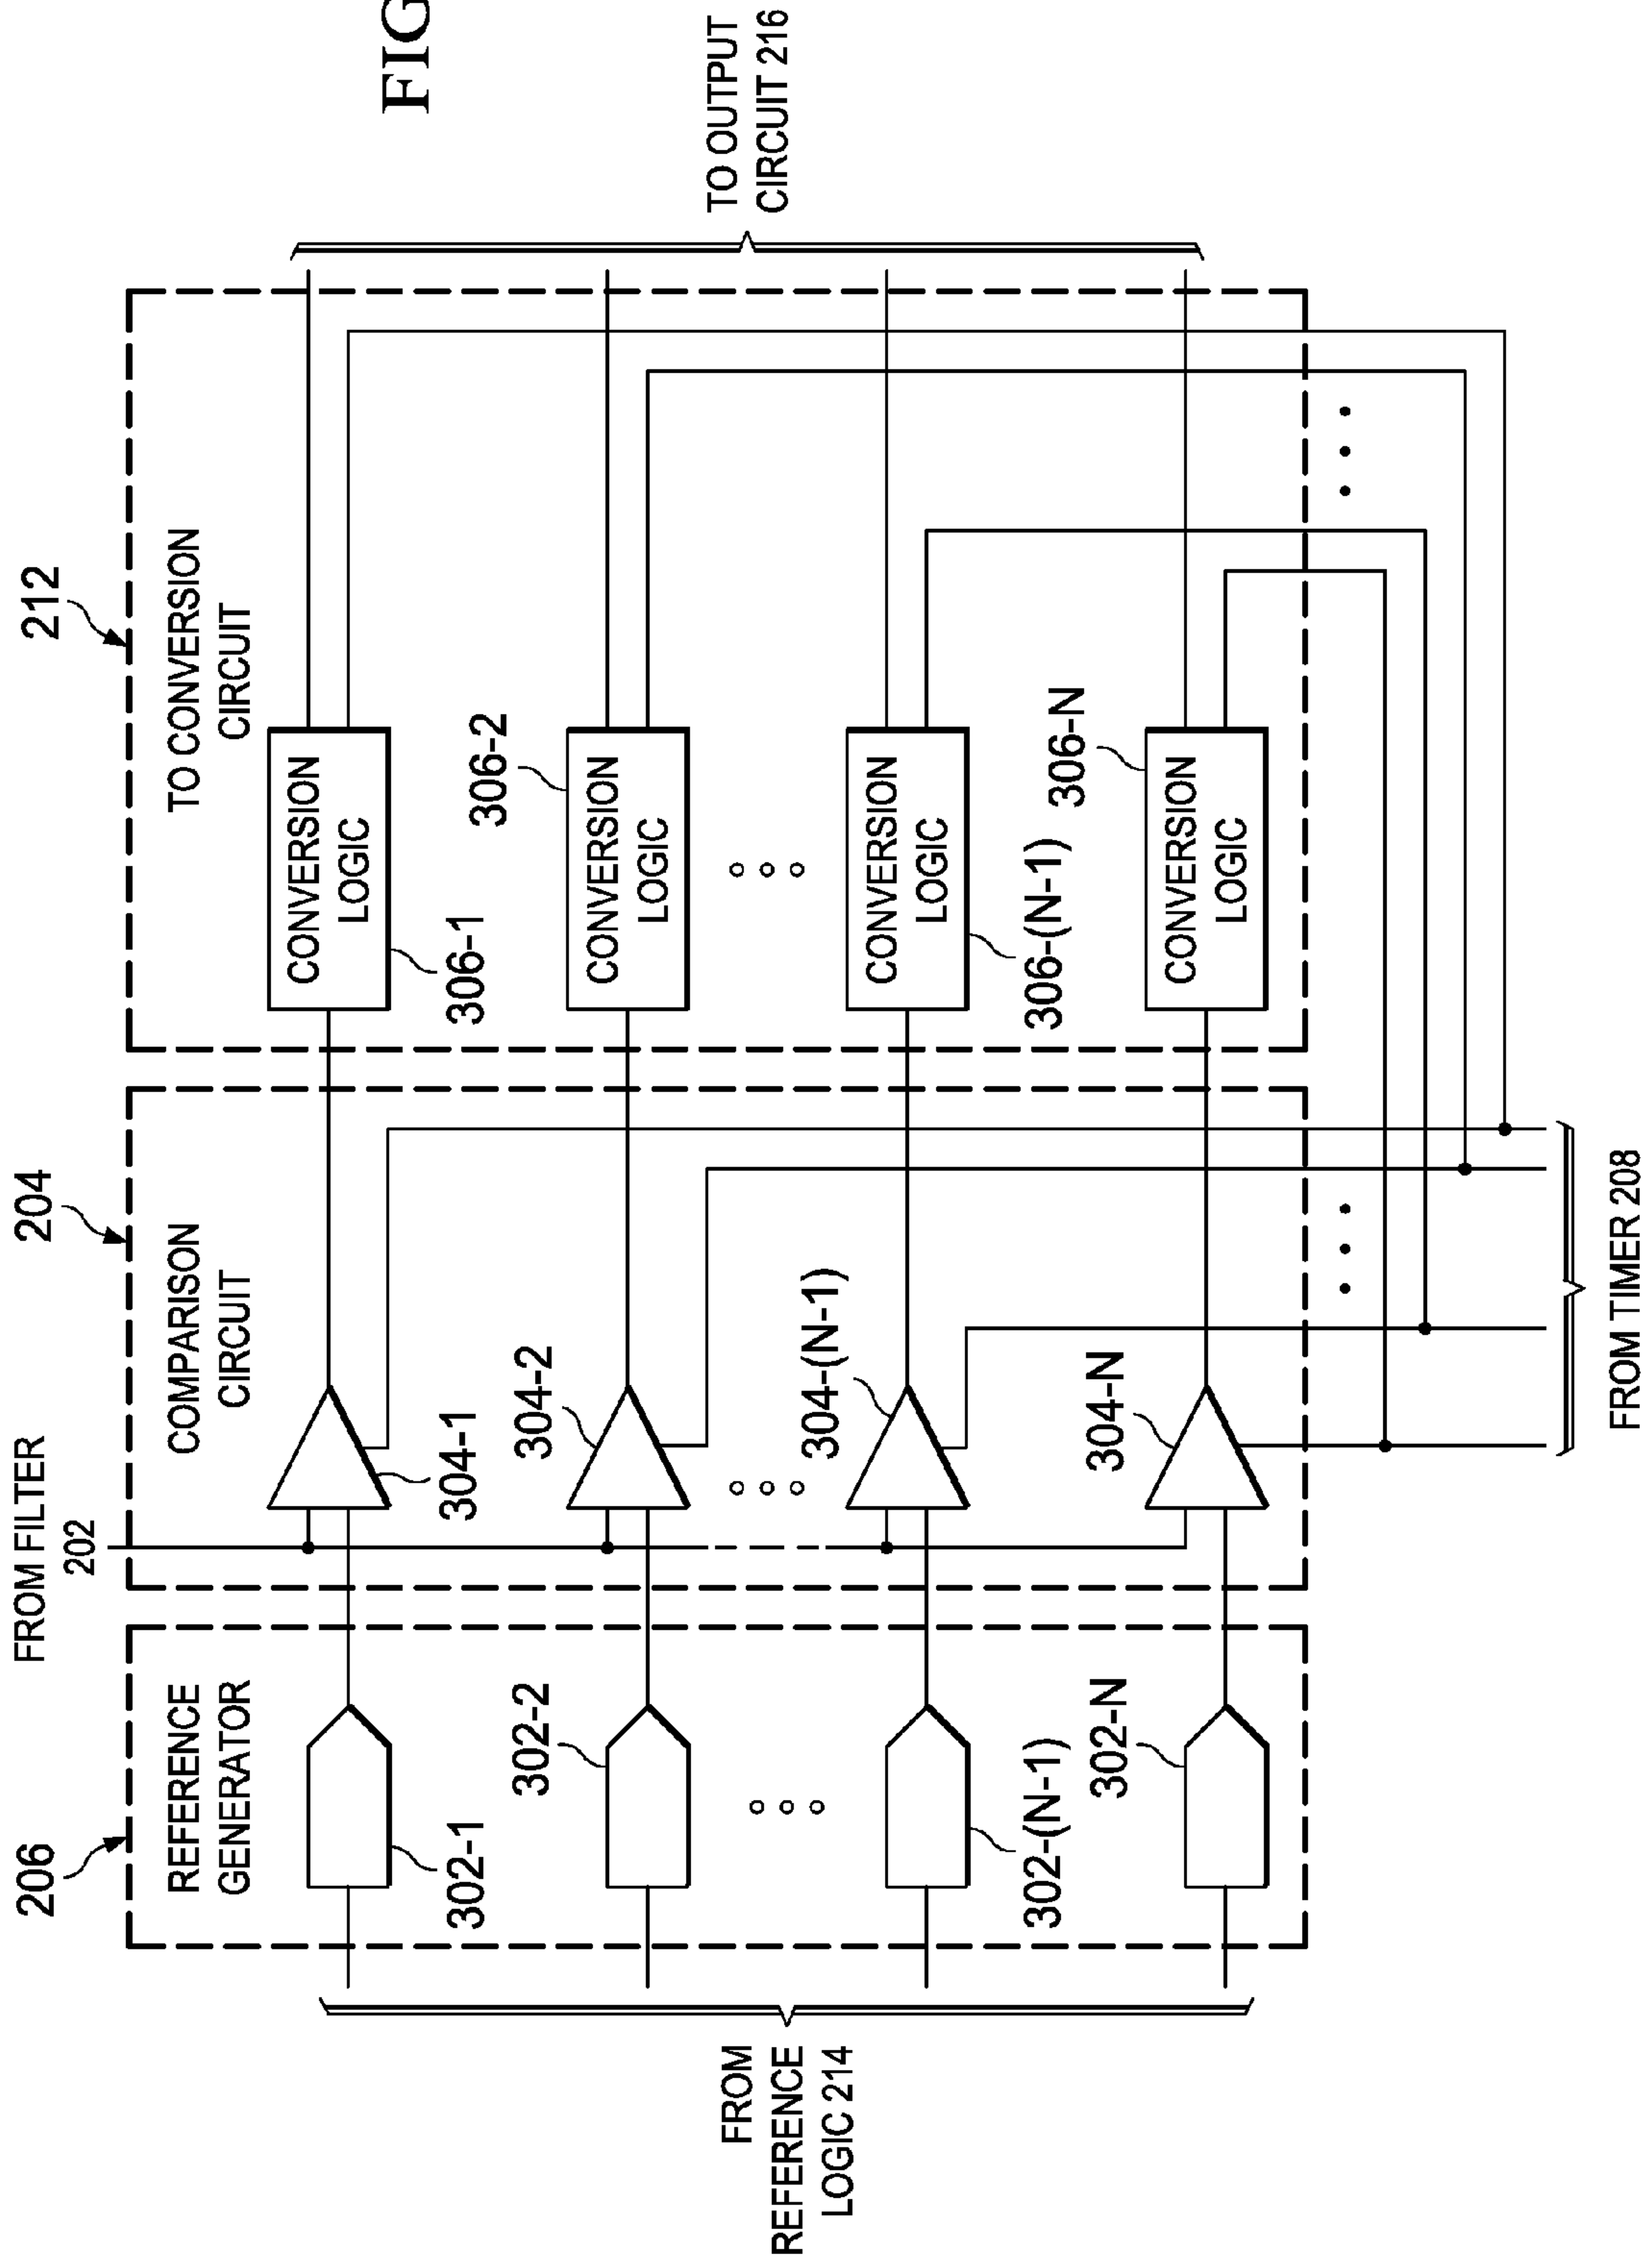 FIG
206
REFERENCE
GENERATOR
302-1
302-2
302-(N-1)
302-N
FROM
REFERENCE
LOGIC 214
FROM FILTER
202
204
COMPARISON
CIRCUIT
304-1
304-2
304-(N-1)
304-N
FROM TIMER 208
212
TO CONVERSION
CIRCUIT
CONVERSION
LOGIC
306-1
CONVERSION
LOGIC
306-2
CONVERSION
LOGIC
306-(N-1)
CONVERSION
LOGIC
306-N
TO OUTPUT
CIRCUIT 216